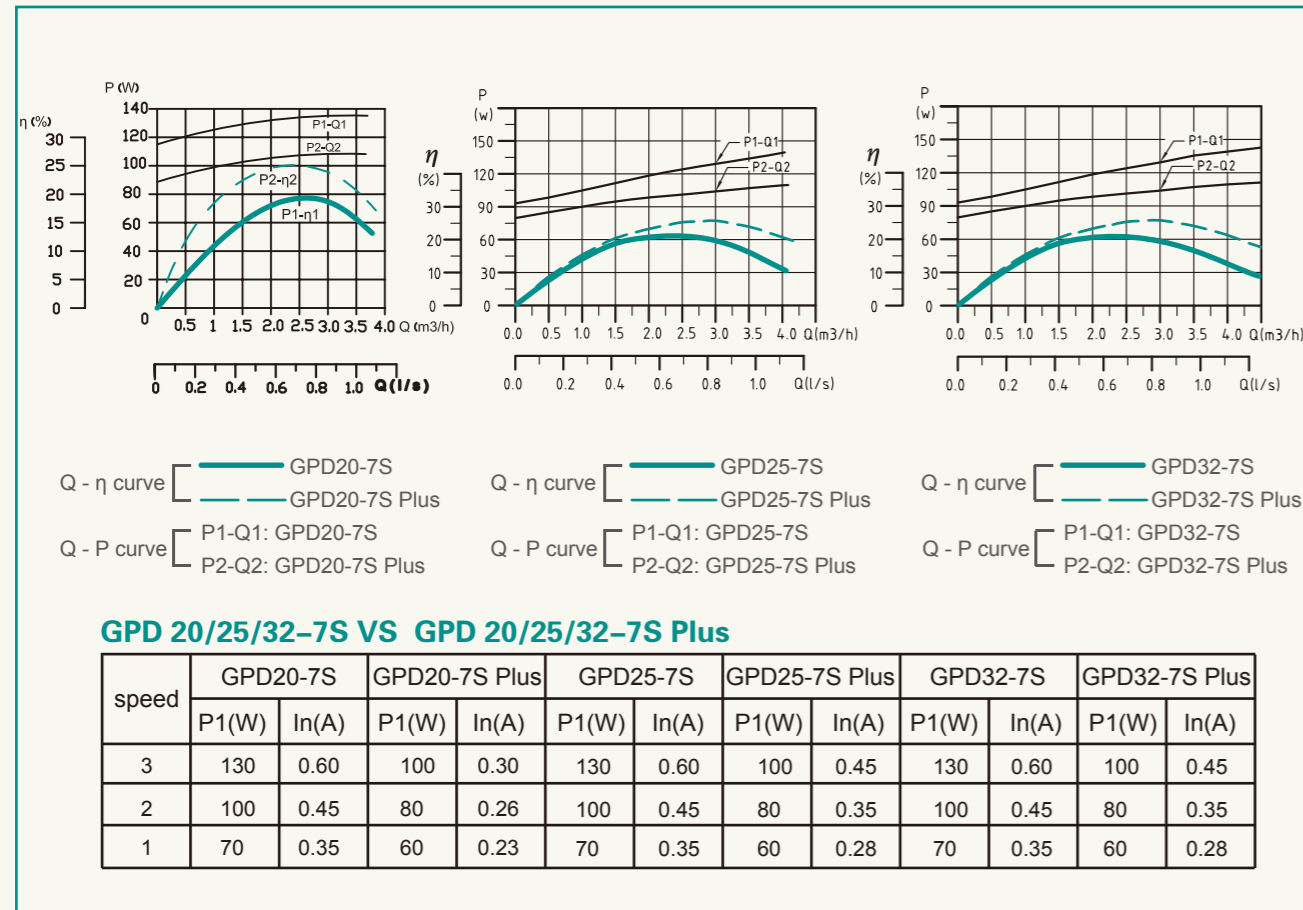 P (W)
η (%)
140
120
100
80
60
40
20
0
30
25
20
15
10
5
0
P1-Q1
P2-Q2
P2-η2
P1-η1
0.5 1 1.5 2.0 2.5 3.0 3.5 4.0 Q (m3/h)
0 0.2 0.4 0.6 0.8 1.0 Q(l/s)
P
(w)
150
120
90
60
30
0
η
(%)
30
20
10
0
P1-Q1
P2-Q2
0.0 0.5 1.0 1.5 2.0 2.5 3.0 3.5 4.0 Q(m3/h)
0.0 0.2 0.4 0.6 0.8 1.0 Q(l/s)
P
(w)
150
120
90
60
30
0
η
(%)
30
20
10
0
P1-Q1
P2-Q2
0.0 0.5 1.0 1.5 2.0 2.5 3.0 3.5 4.0 Q(m3/h)
0.0 0.2 0.4 0.6 0.8 1.0 Q(l/s)
Q - η curve
GPD20-7S
GPD20-7S Plus
Q - P curve
P1-Q1: GPD20-7S
P2-Q2: GPD20-7S Plus
Q - η curve
GPD25-7S
GPD25-7S Plus
Q - P curve
P1-Q1: GPD25-7S
P2-Q2: GPD25-7S Plus
Q - η curve
GPD32-7S
GPD32-7S Plus
Q - P curve
P1-Q1: GPD32-7S
P2-Q2: GPD32-7S Plus
GPD 20/25/32–7S VS GPD 20/25/32–7S Plus
speed GPD20-7S GPD20-7S Plus GPD25-7S GPD25-7S Plus GPD32-7S GPD32-7S Plus
P1(W) In(A) P1(W) In(A) P1(W) In(A) P1(W) In(A) P1(W) In(A) P1(W) In(A)
3 130 0.60 100 0.30 130 0.60 100 0.45 130 0.60 100 0.45
2 100 0.45 80 0.26 100 0.45 80 0.35 100 0.45 80 0.35
1 70 0.35 60 0.23 70 0.35 60 0.28 70 0.35 60 0.28